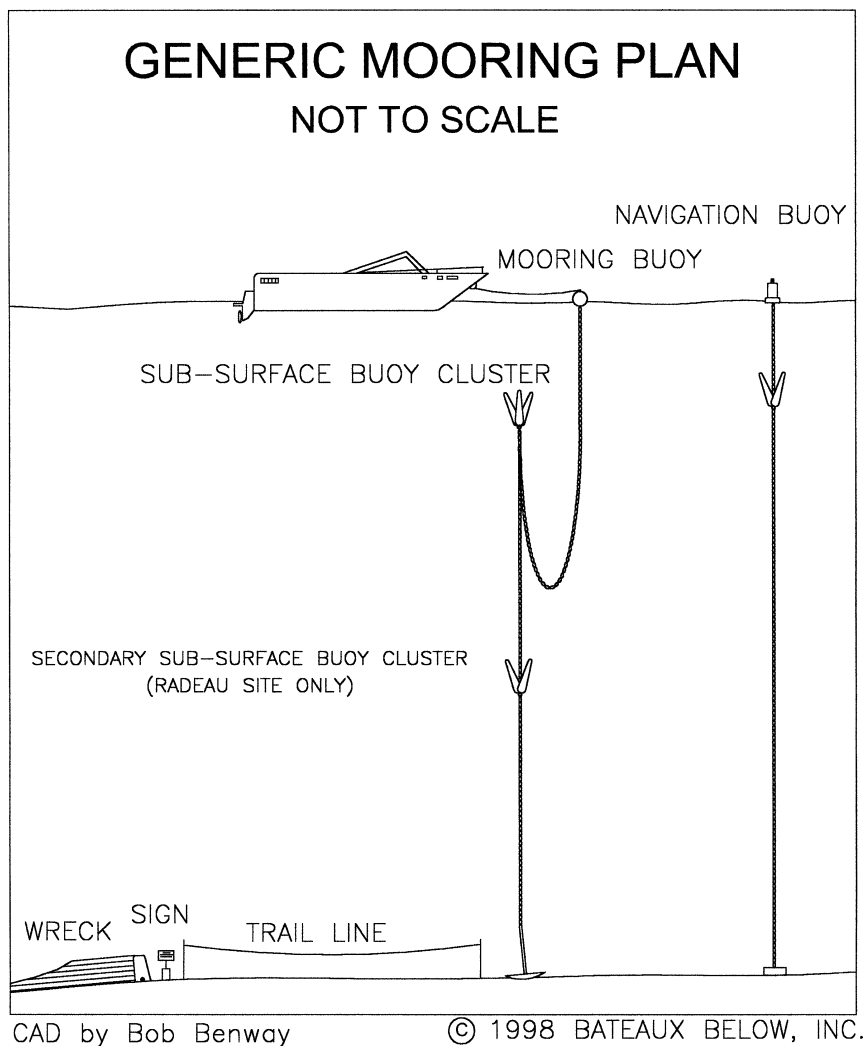 GENERIC MOORING PLAN
NOT TO SCALE
NAVIGATION BUOY
MOORING BUOY
SUB-SURFACE BUOY CLUSTER
SECONDARY SUB-SURFACE BUOY CLUSTER
(RADEAU SITE ONLY)
SIGN
WRECK
TRAIL LINE
CAD by Bob Benway
© 1998 BATEAUX BELOW, INC.